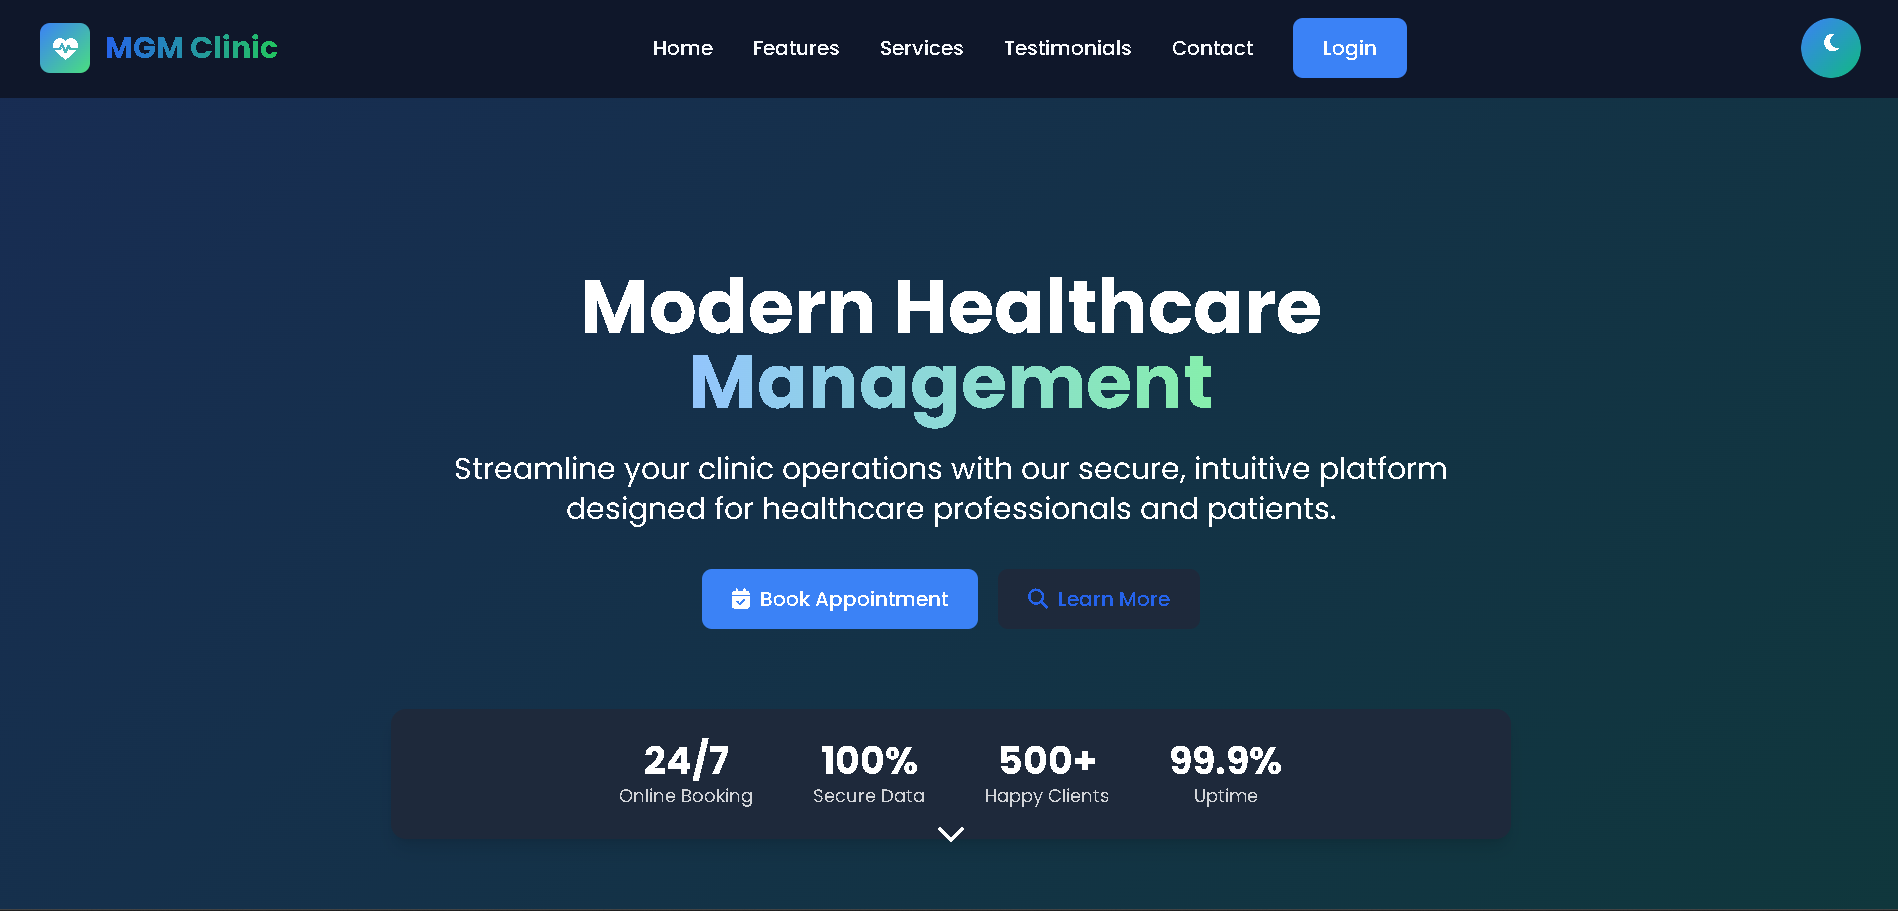 MGM Clinic
Home
Features
Services
Testimonials
Contact
Login
Modern Healthcare
Management
Streamline your clinic operations with our secure, intuitive platform
designed for healthcare professionals and patients.
Book Appointment
Learn More
24/7
Online Booking
100%
Secure Data
500+
Happy Clients
99.9%
Uptime